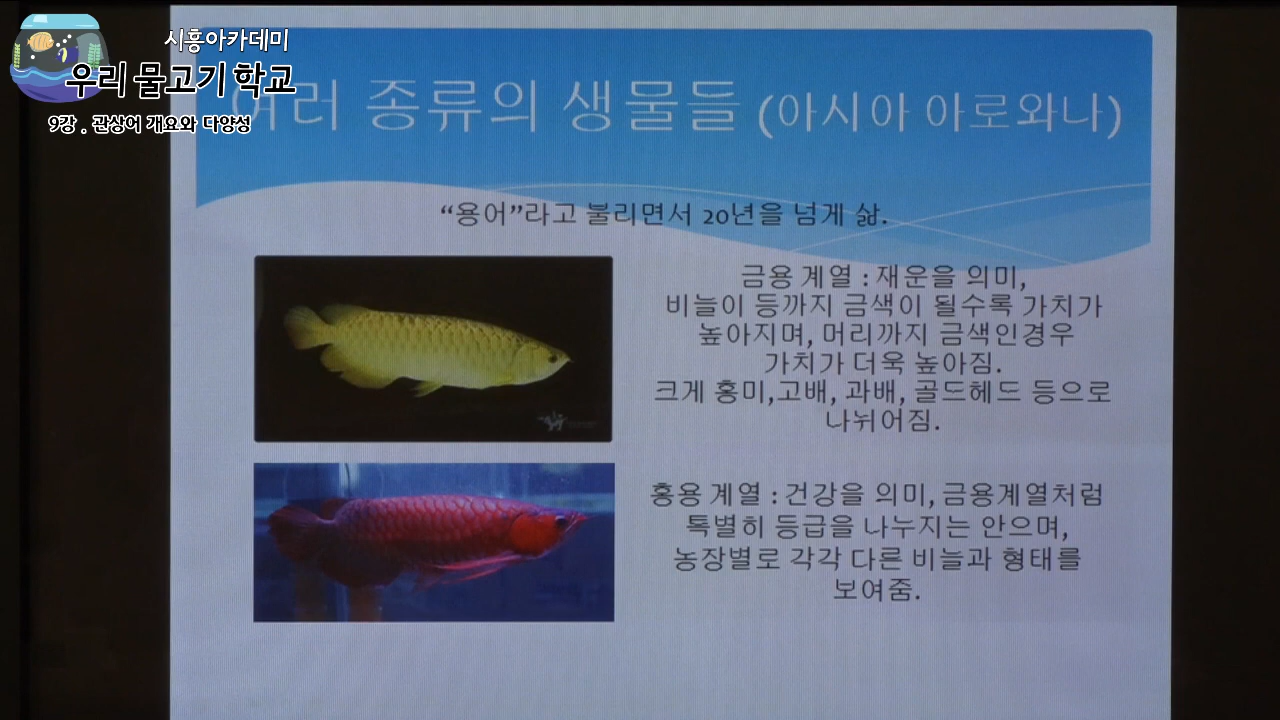 시흥아카데미
우리 물고기 학교
9강 . 관상어 개요와 다양성
여러 종류의 생물들 (아시아 아로와나)
“용어”라고 불리면서 20년을 넘게 삶.
금용 계열 : 재운을 의미,
비늘이 등까지 금색이 될수록 가치가
높아지며, 머리까지 금색인경우
가치가 더욱 높아짐.
크게 홍미,고배, 과배, 골드헤드 등으로
나뉘어짐.
홍용 계열 : 건강을 의미, 금용계열처럼
톡별히 등급을 나누지는 안으며,
농장별로 각각 다른 비늘과 형태를
보여줌.